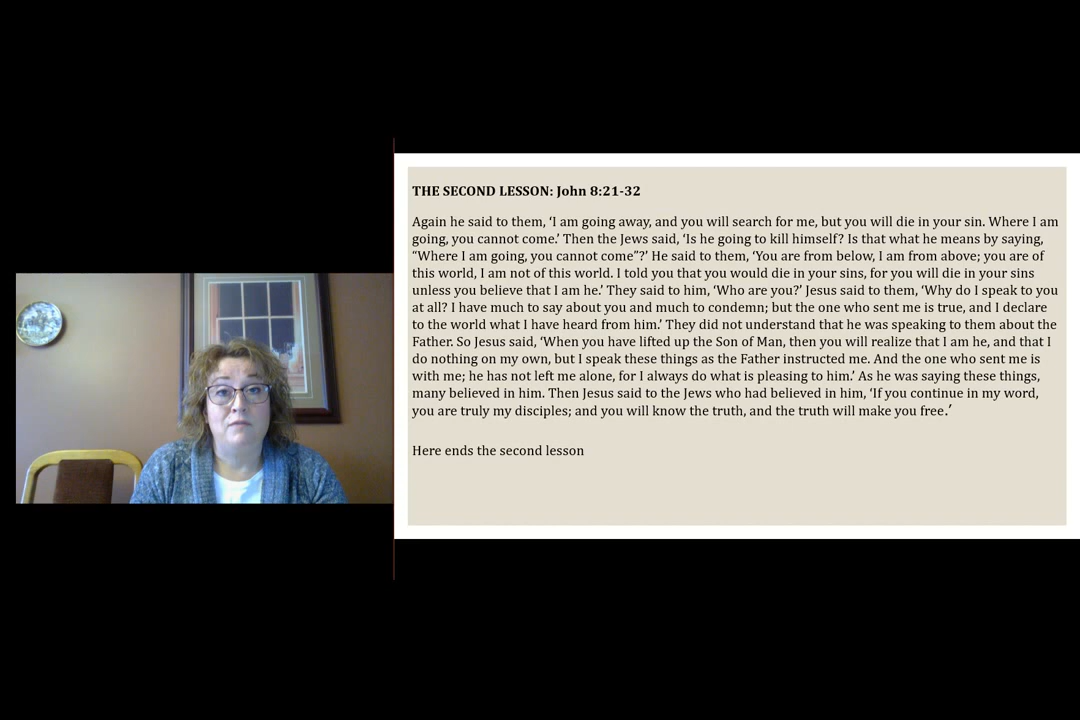 THE SECOND LESSON: John 8:21-32
Again he said to them, ‘I am going away, and you will search for me, but you will die in your sin. Where I am
going, you cannot come.’ Then the Jews said, ‘Is he going to kill himself? Is that what he means by saying,
“Where I am going, you cannot come”?’ He said to them, ‘You are from below, I am from above; you are of
this world, I am not of this world. I told you that you would die in your sins, for you will die in your sins
unless you believe that I am he.’ They said to him, ‘Who are you?’ Jesus said to them, ‘Why do I speak to you
at all? I have much to say about you and much to condemn; but the one who sent me is true, and I declare
to the world what I have heard from him.’ They did not understand that he was speaking to them about the
Father. So Jesus said, ‘When you have lifted up the Son of Man, then you will realize that I am he, and that I
do nothing on my own, but I speak these things as the Father instructed me. And the one who sent me is
with me; he has not left me alone, for I always do what is pleasing to him.’ As he was saying these things,
many believed in him. Then Jesus said to the Jews who had believed in him, ‘If you continue in my word,
you are truly my disciples; and you will know the truth, and the truth will make you free.’
Here ends the second lesson